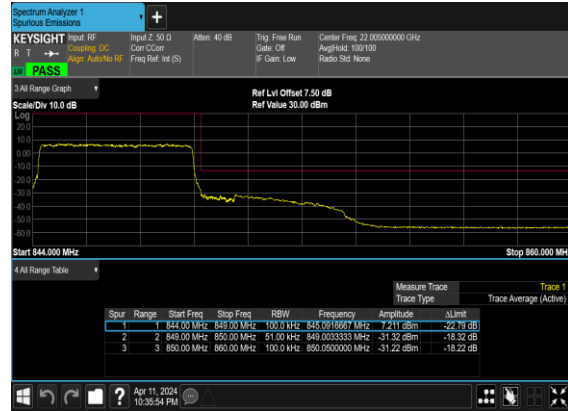 Spectrum Analyzer 1
Spurious Emissions
KEYSIGHT Input: RF Input Z: 50 Ω Atten: 40 dB Trig: Free Run Center Freq: 22.005000000 GHz
R T Coupling: DC Corr CCorr Gate: Off Avg|Hold: 100/100
Align: Auto/No RF Freq Ref: Int (S) IF Gain: Low Radio Std: None
PASS
3 All Range Graph
Ref Lvl Offset 7.50 dB
Scale/Div 10.0 dB Ref Value 30.00 dBm
Log
20.0
10.0
0.00
-10.0
-20.0
-30.0
-40.0
-50.0
-60.0
Start 844.000 MHz Stop 860.000 MH
4 All Range Table
Measure Trace Trace 1
Trace Type Trace Average (Active)
Spur Range Start Freq Stop Freq RBW Frequency Amplitude ΔLimit
1 1 844.00 MHz 849.00 MHz 100.0 kHz 845.0916667 MHz 7.211 dBm -22.79 dB
2 2 849.00 MHz 850.00 MHz 51.00 kHz 849.0033333 MHz -31.32 dBm -18.32 dB
3 3 850.00 MHz 860.00 MHz 100.0 kHz 850.0500000 MHz -31.22 dBm -18.22 dB
? Apr 11, 2024
10:35:54 PM